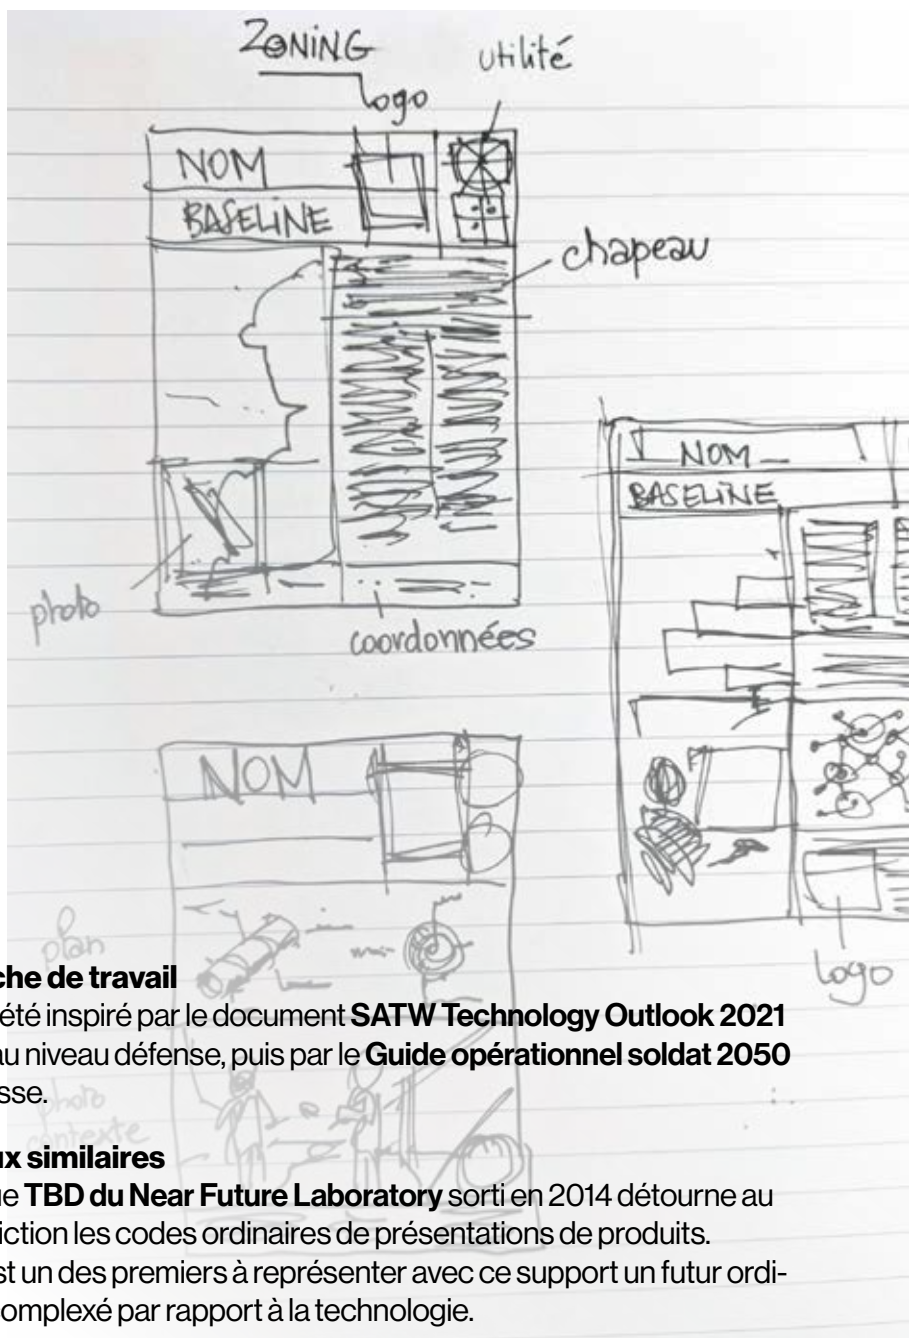 ZONING
utilité
logo
NOM
BASELINE
chapeau
photo
coordonnées
NOM
BASELINE
logo
NOM
plan
photo
contexte
che de travail
été inspiré par le document SATW Technology Outlook 2021
au niveau défense, puis par le Guide opérationnel soldat 2050
sse.
ux similaires
ue TBD du Near Future Laboratory sorti en 2014 détourne au
iction les codes ordinaires de présentations de produits.
st un des premiers à représenter avec ce support un futur ordi-
omplexé par rapport à la technologie.